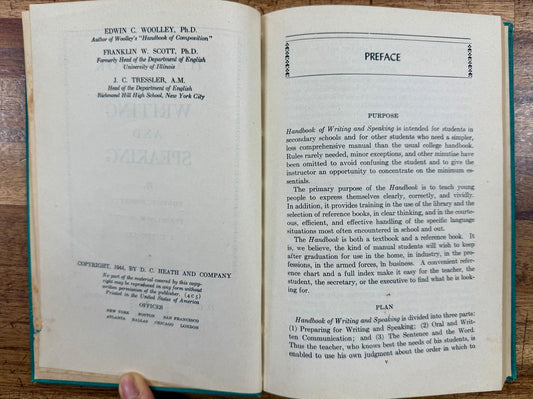 EDWIN C. WOOLLEY, Ph.D.
Author of Woolley's "Handbook of Composition"
FRANKLIN W. SCOTT, Ph.D.
Formerly Head of the Department of English
University of Illinois
J. C. TRESSLER, A.M.
Head of the Department of English
Richmond Hill High School, New York City
WRITING
AND
SPEAKING
COPYRIGHT, 1944, BY D. C. HEATH AND COMPANY
No part of the material covered by this copy-
right may be reproduced in any form without
written permission of the publisher. (4C5)
Printed in the United States of America
OFFICES
NEW YORK BOSTON SAN FRANCISCO
ATLANTA DALLAS CHICAGO LONDON
PREFACE
PURPOSE
Handbook of Writing and Speaking is intended for students in
secondary schools and for other students who need a simpler,
less comprehensive manual than the usual college handbook.
Rules rarely needed, minor exceptions, and other minutiae have
been omitted to avoid confusing the student and to give the
instructor an opportunity to concentrate on the minimum es-
sentials.
The primary purpose of the Handbook is to teach young
people to express themselves clearly, correctly, and vividly.
In addition, it provides training in the use of the library and the
selection of reference books, in clear thinking, and in the courte-
ous, efficient, and effective handling of the specific language
situations most often encountered in school and out.
The Handbook is both a textbook and a reference book. It
is, we believe, the kind of manual students will wish to keep
after graduation for use in the home, in industry, in the profes-
sions, in the armed forces, in business. A convenient refer-
ence chart and a full index make it easy for the teacher, the
student, the secretary, or the executive to find what he is look-
ing for.
PLAN
Handbook of Writing and Speaking is divided into three parts:
(1) Preparing for Writing and Speaking; (2) Oral and Writ-
ten Communication; and (3) The Sentence and the Word.
Thus the teacher, who knows best the needs of his students, is
enabled to use his own judgment about the order in which to
v